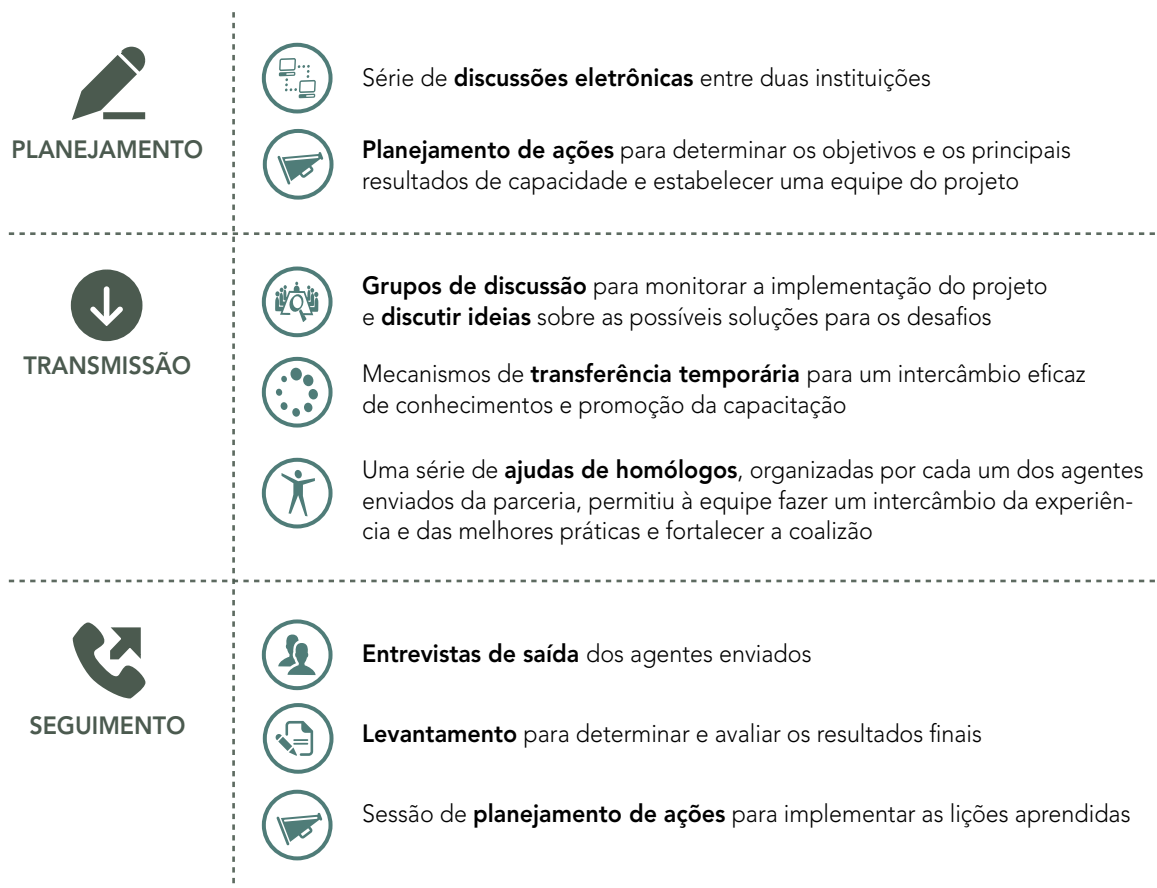 PLANEJAMENTO
Série de discussões eletrônicas entre duas instituições
Planejamento de ações para determinar os objetivos e os principais
resultados de capacidade e estabelecer uma equipe do projeto
TRANSMISSÃO
Grupos de discussão para monitorar a implementação do projeto
e discutir ideias sobre as possíveis soluções para os desafios
Mecanismos de transferência temporária para um intercâmbio eficaz
de conhecimentos e promoção da capacitação
Uma série de ajudas de homólogos, organizadas por cada um dos agentes
enviados da parceria, permitiu à equipe fazer um intercâmbio da experiên-
cia e das melhores práticas e fortalecer a coalizão
SEGUIMENTO
Entrevistas de saída dos agentes enviados
Levantamento para determinar e avaliar os resultados finais
Sessão de planejamento de ações para implementar as lições aprendidas